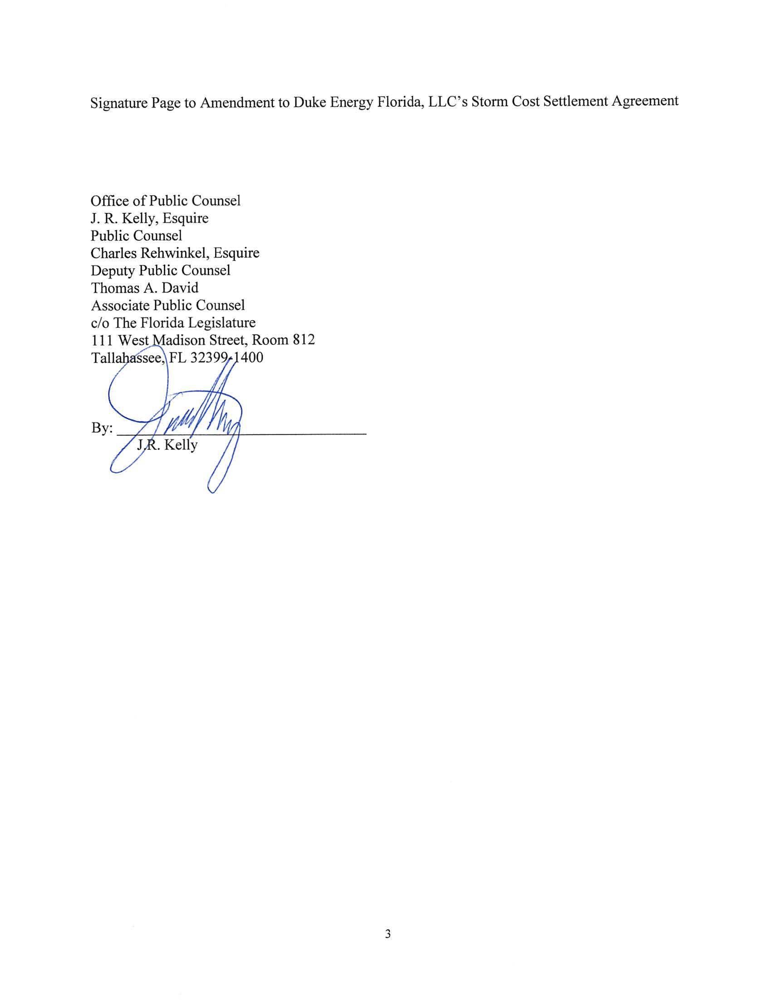 Signature Page to Amendment to Duke Energy Florida, LLC’s Storm Cost Settlement Agreement
Office of Public Counsel
J. R. Kelly, Esquire
Public Counsel
Charles Rehwinkel, Esquire
Deputy Public Counsel
Thomas A. David
Associate Public Counsel
c/o The Florida Legislature
111 West Madison Street, Room 812
Tallahassee, FL 32399-1400
By:
J.R. Kelly
3